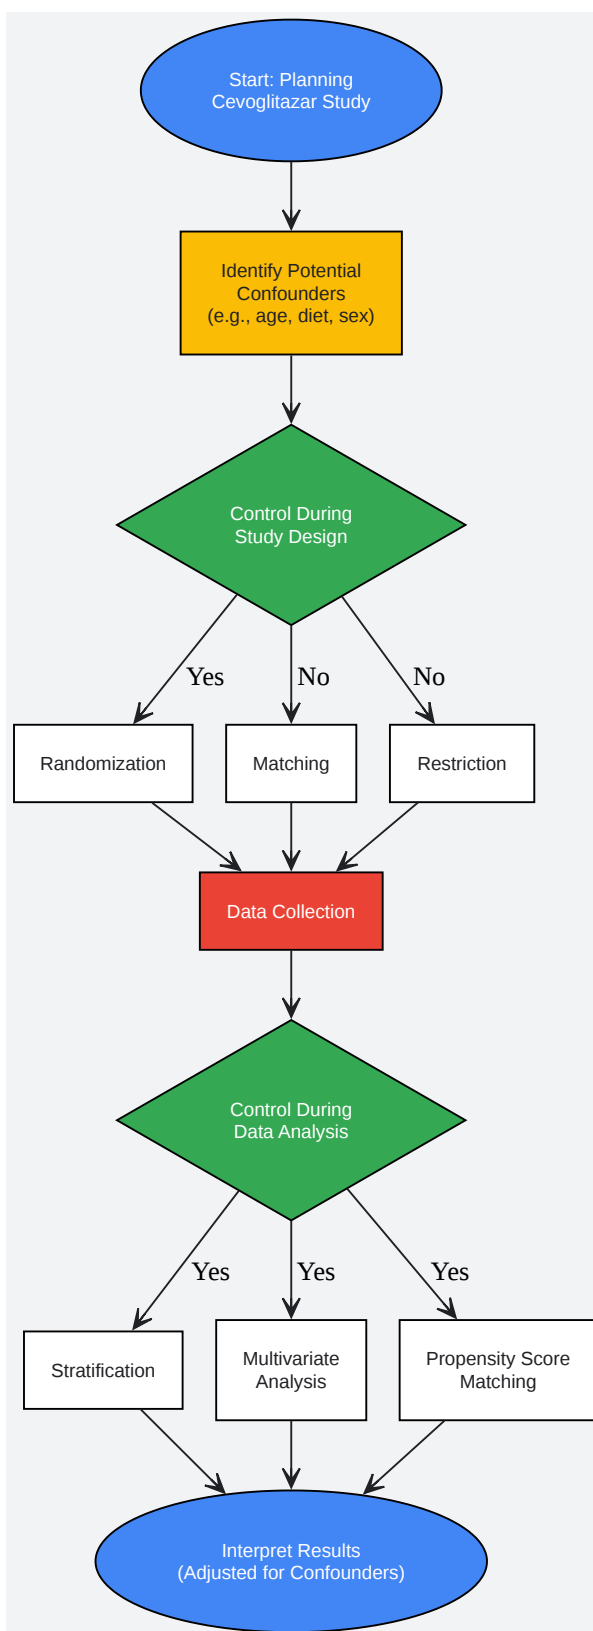 Start: Planning
Cevoglitazar Study
Identify Potential
Confounders
(e.g., age, diet, sex)
Control During
Study Design
Yes
No
No
Randomization
Matching
Restriction
Data Collection
Control During
Data Analysis
Yes
Yes
Yes
Stratification
Multivariate
Analysis
Propensity Score
Matching
Interpret Results
(Adjusted for Confounders)